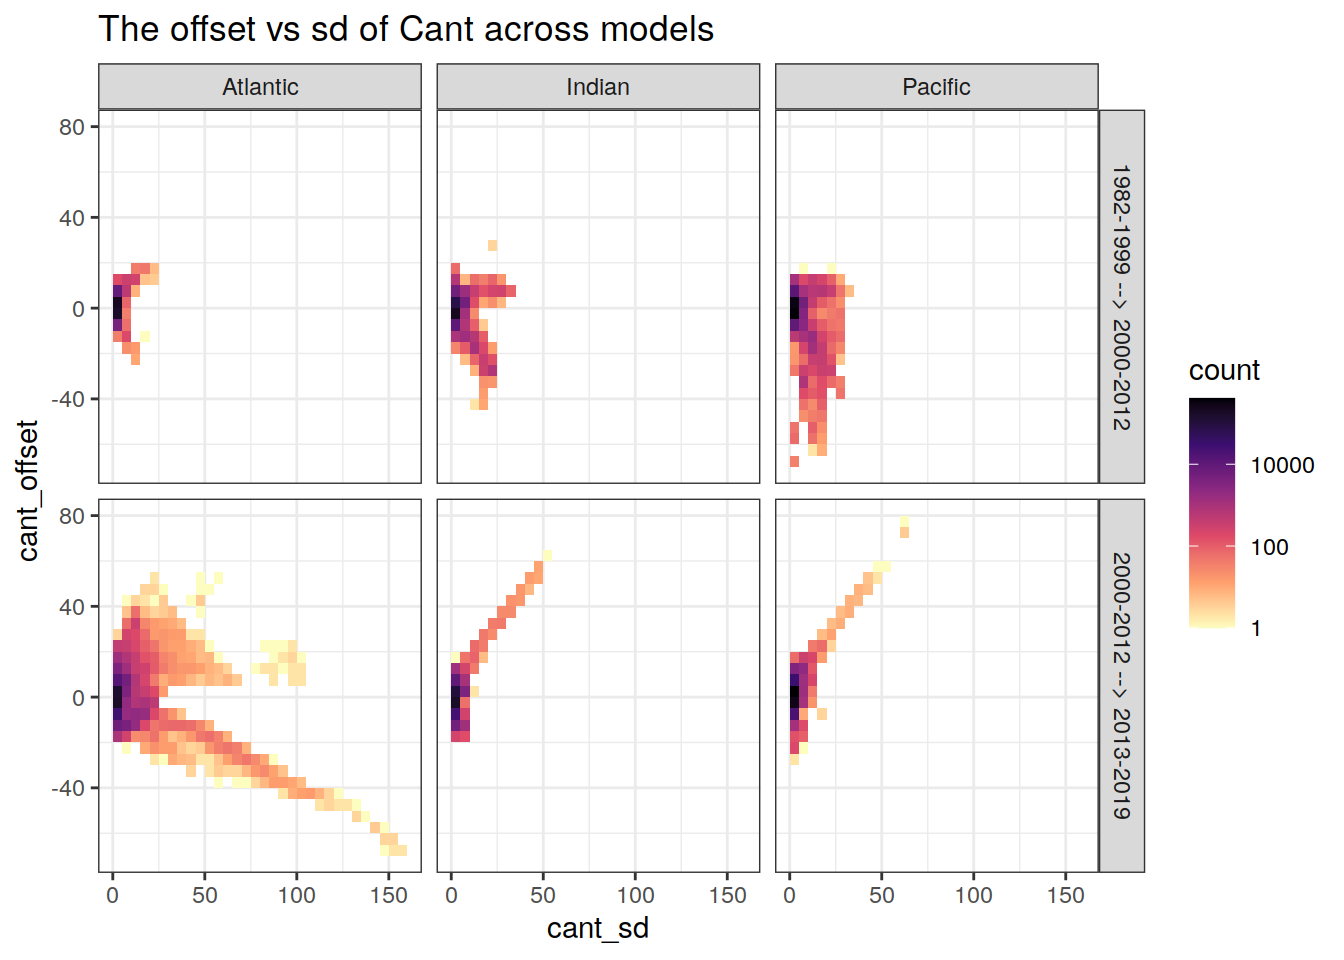 The offset vs sd of Cant across models
Atlantic
Indian
Pacific
80
40
0
-40
1982-1999 --> 2000-2012
80
40
0
-40
2000-2012 --> 2013-2019
0
50
100
150
0
50
100
150
0
50
100
150
cant_sd
cant_offset
count
10000
100
1